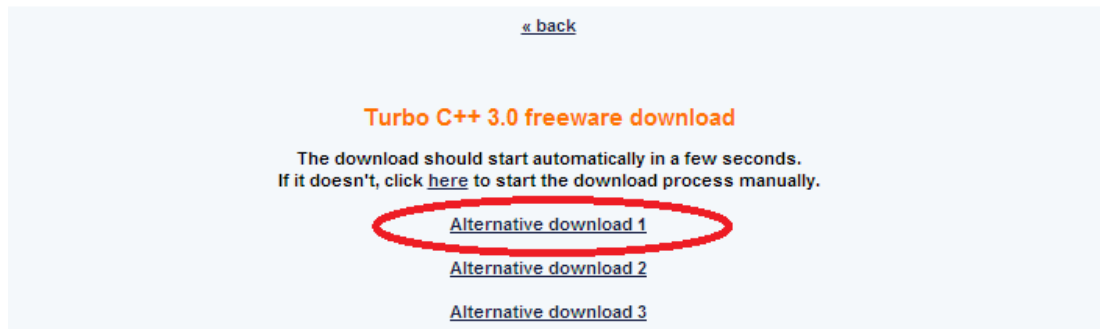 « back
Turbo C++ 3.0 freeware download
The download should start automatically in a few seconds.
If it doesn't, click here to start the download process manually.
Alternative download 1
Alternative download 2
Alternative download 3